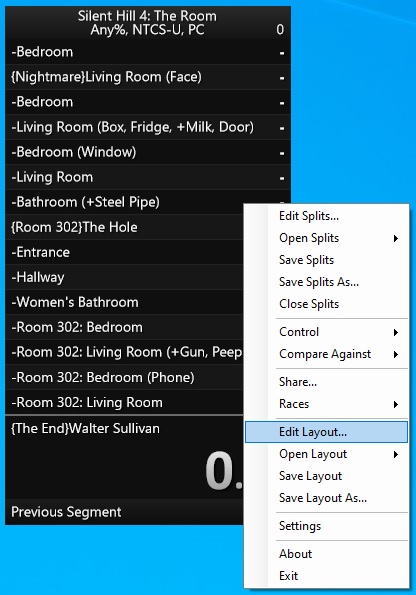 Silent Hill 4: The Room
Any%, NTCS-U, PC 0
-Bedroom -
{Nightmare}Living Room (Face) -
-Bedroom -
-Living Room (Box, Fridge, +Milk, Door) -
-Bedroom (Window) -
-Living Room -
-Bathroom (+Steel Pipe) -
{Room 302}The Hole
-Entrance
-Hallway
-Women's Bathroom
-Room 302: Bedroom
-Room 302: Living Room (+Gun, Peep
-Room 302: Bedroom (Phone)
-Room 302: Living Room
{The End}Walter Sullivan
0.
Previous Segment
Edit Splits...
Open Splits
Save Splits
Save Splits As...
Close Splits
Control
Compare Against
Share...
Races
Edit Layout...
Open Layout
Save Layout
Save Layout As...
Settings
About
Exit